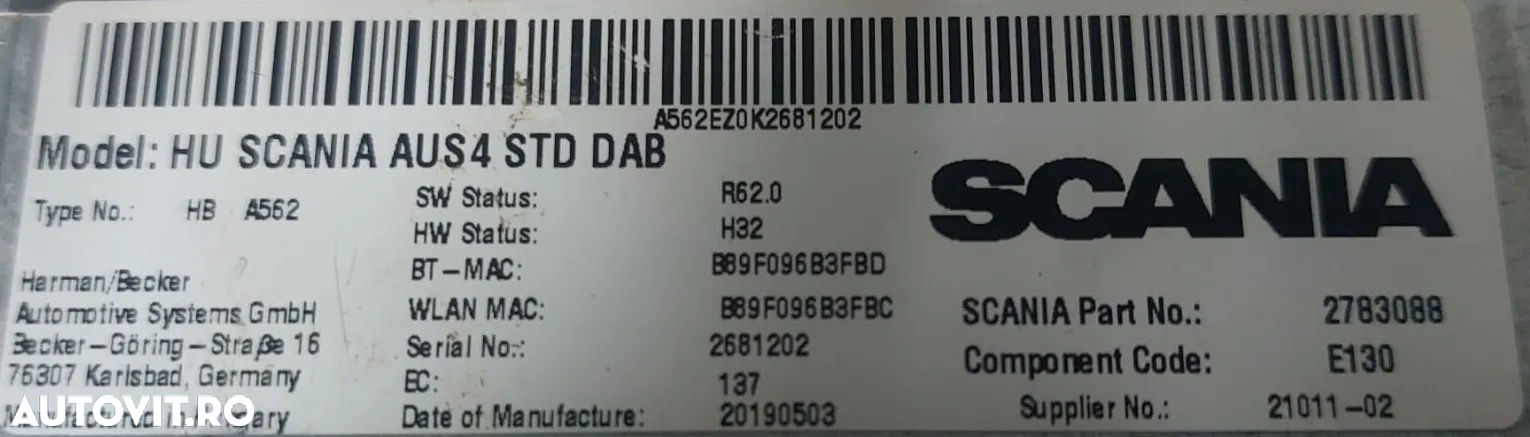 A562EZ0K2681202
Model: HU SCANIA AUS4 STD DAB
SCANIA
Type No.: HB A562
SW Status: R62.0
HW Status: H32
BT-MAC: B89F096B3FBD
WLAN MAC: B89F096B3FBC
Serial No.: 2681202
EC: 137
Date of Manufacture: 20190503
Harman/Becker
Automotive Systems GmbH
Becker-Göring-Straße 16
76307 Karlsbad, Germany
Manufactured in Hungary
SCANIA Part No.: 2783088
Component Code: E130
Supplier No.: 21011-02
AUTOVIT.RO